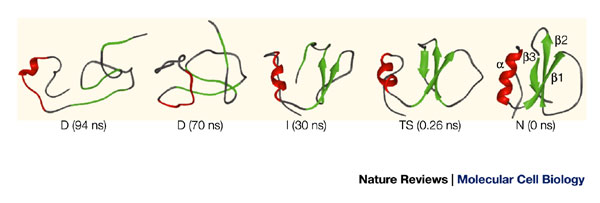 β2
β3
α
β1
D (94 ns) D (70 ns) I (30 ns) TS (0.26 ns) N (0 ns)
Nature Reviews | Molecular Cell Biology